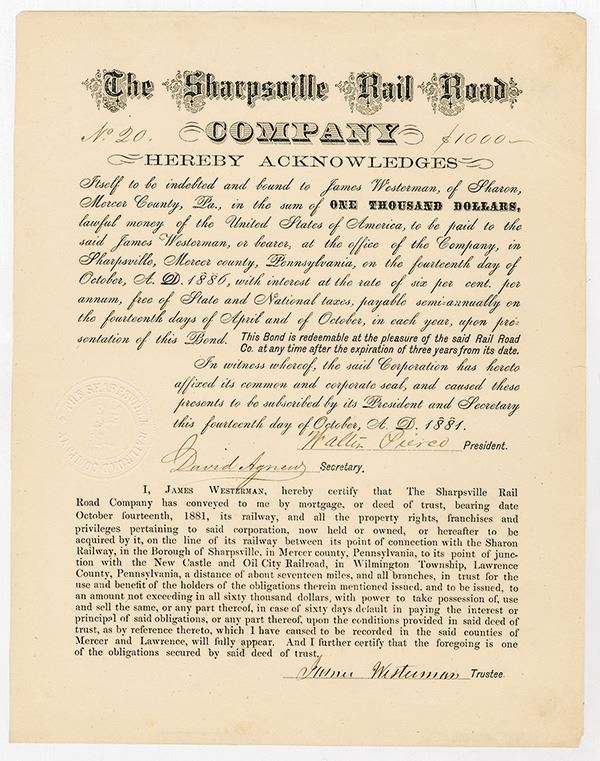 The Sharpsville Rail Road
No. 20. COMPANY $1000
HEREBY ACKNOWLEDGES
Itself to be indebted and bound to James Westerman, of Sharon,
Mercer County, Pa., in the sum of ONE THOUSAND DOLLARS,
lawful money of the United States of America, to be paid to the
said James Westerman, or bearer, at the office of the Company, in
Sharpsville, Mercer county, Pennsylvania, on the fourteenth day of
October, A. D. 1886, with interest at the rate of six per cent. per
annum, free of State and National taxes, payable semi-annually on
the fourteenth days of April and of October, in each year, upon pre-
sentation of this Bond. This Bond is redeemable at the pleasure of the said Rail Road
Co. at any time after the expiration of three years from its date.
In witness whereof, the said Corporation has hereto
affixed its common and corporate seal, and caused these
presents to be subscribed by its President and Secretary
this fourteenth day of October, A. D. 1881.
Walter Pierce President.
David Agnew Secretary.
THE SHARPSVILLE
I, JAMES WESTERMAN, hereby certify that The Sharpsville Rail
Road Company has conveyed to me by mortgage, or deed of trust, bearing date
October fourteenth, 1881, its railway, and all the property rights, franchises and
privileges pertaining to said corporation, now held or owned, or hereafter to be
acquired by it, on the line of its railway between its point of connection with the Sharon
Railway, in the Borough of Sharpsville, in Mercer county, Pennsylvania, to its point of junc-
tion with the New Castle and Oil City Railroad, in Wilmington Township, Lawrence
County, Pennsylvania, a distance of about seventeen miles, and all branches, in trust for the
use and benefit of the holders of the obligations therein mentioned issued, and to be issued, to
an amount not exceeding in all sixty thousand dollars, with power to take possession of, use
and sell the same, or any part thereof, in case of sixty days default in paying the interest or
principal of said obligations, or any part thereof, upon the conditions provided in said deed of
trust, as by reference thereto, which I have caused to be recorded in the said counties of
Mercer and Lawrence, will fully appear. And I further certify that the foregoing is one
of the obligations secured by said deed of trust.
James Westerman Trustee.